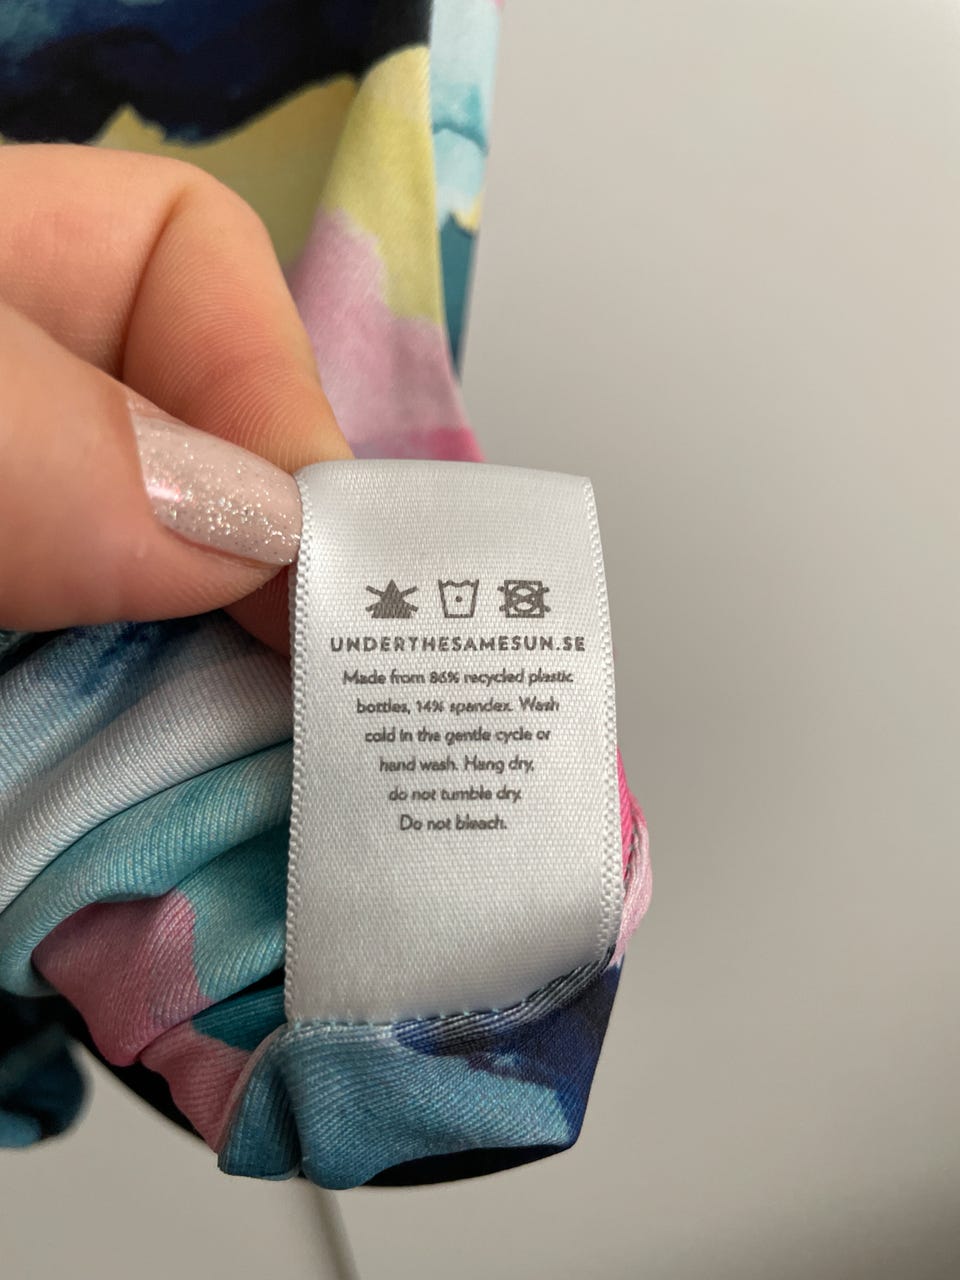 UNDERTHESAMESUN.SE
Made from 86% recycled plastic
bottles, 14% spandex. Wash
cold in the gentle cycle or
hand wash. Hang dry,
do not tumble dry.
Do not bleach.